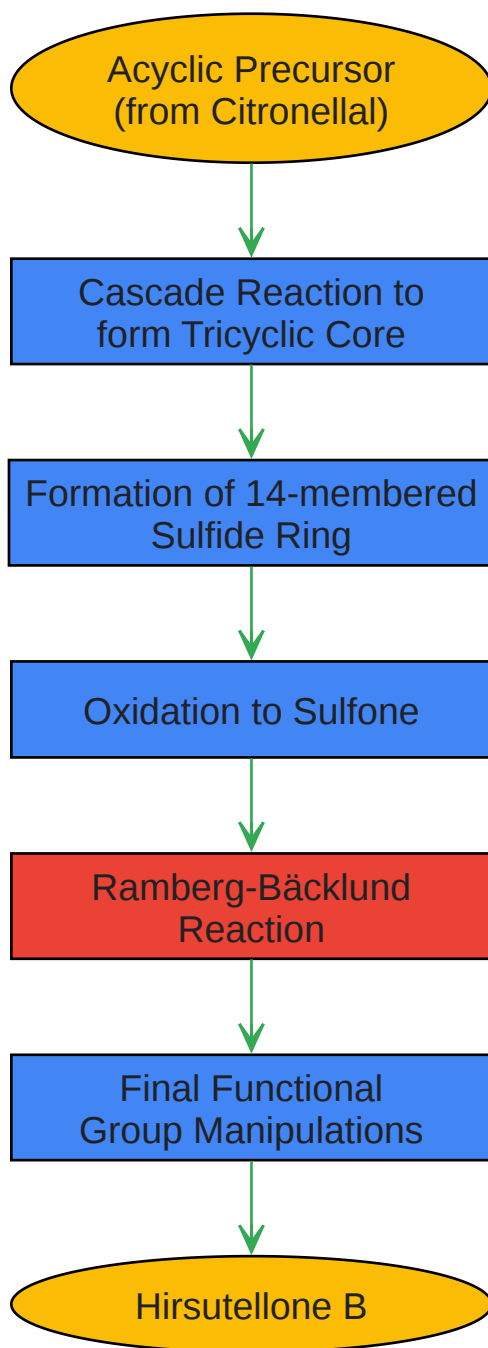 Acyclic Precursor
(from Citronellal)
Cascade Reaction to
form Tricyclic Core
Formation of 14-membered
Sulfide Ring
Oxidation to Sulfone
Ramberg-Bäcklund
Reaction
Final Functional
Group Manipulations
Hirsutellone B